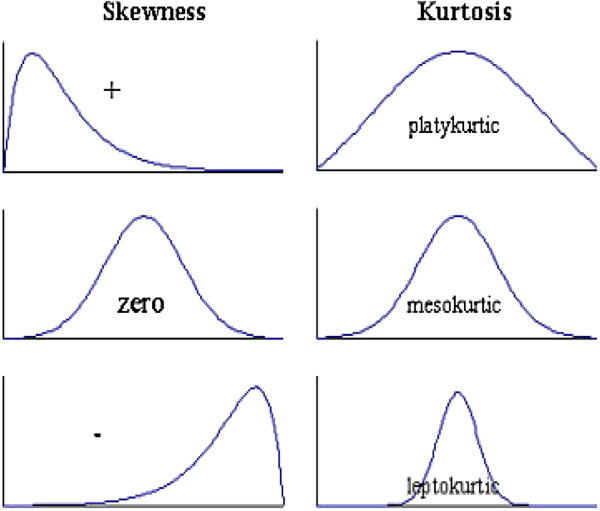 Skewness
Kurtosis
+
platykurtic
zero
mesokurtic
-
leptokurtic